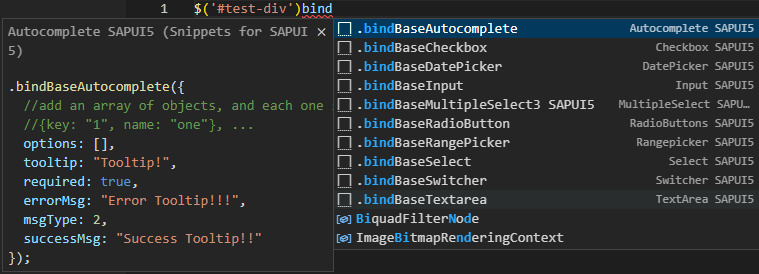 1 $('#test-div')bind
Autocomplete SAPUI5 (Snippets for SAPUI ×
5)
.bindBaseAutocomplete({
//add an array of objects, and each one
//{key: "1", name: "one"}, ...
options: [],
tooltip: "Tooltip!",
required: true,
errorMsg: "Error Tooltip!!!",
msgType: 2,
successMsg: "Success Tooltip!!"
});
.bindBaseAutocomplete Autocomplete SAPUI5
.bindBaseCheckbox Checkbox SAPUI5
.bindBaseDatePicker DatePicker SAPUI5
.bindBaseInput Input SAPUI5
.bindBaseMultipleSelect3 SAPUI5 MultipleSelect SAPU…
.bindBaseRadioButton RadioButtons SAPUI5
.bindBaseRangePicker Rangepicker SAPUI5
.bindBaseSelect Select SAPUI5
.bindBaseSwitcher Switcher SAPUI5
.bindBaseTextarea TextArea SAPUI5
BiquadFilterNode
ImageBitmapRenderingContext